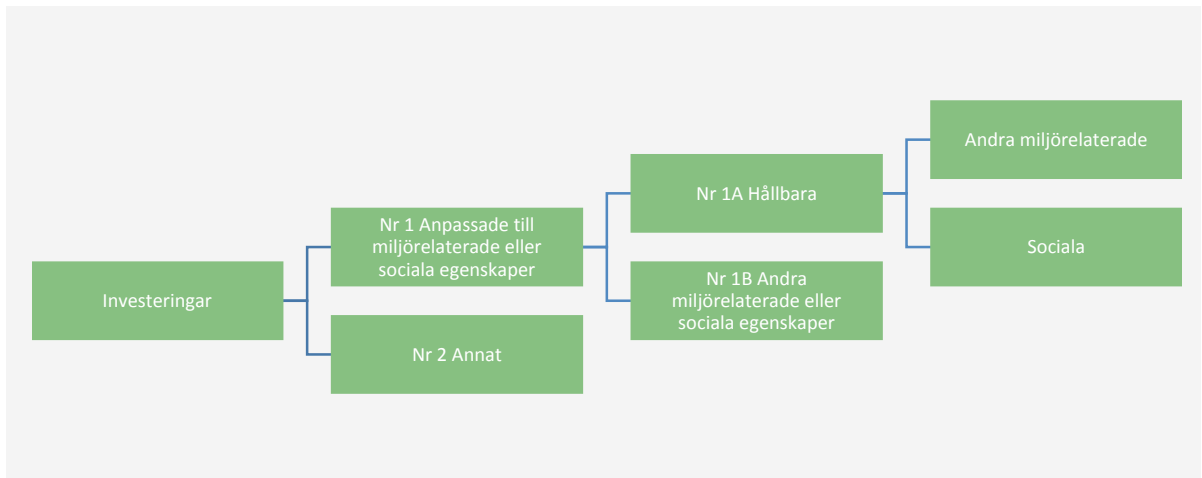 Investeringar
Nr 1 Anpassade till
miljörelaterade eller
sociala egenskaper
Nr 2 Annat
Nr 1A Hållbara
Nr 1B Andra
miljörelaterade eller
sociala egenskaper
Andra miljörelaterade
Sociala